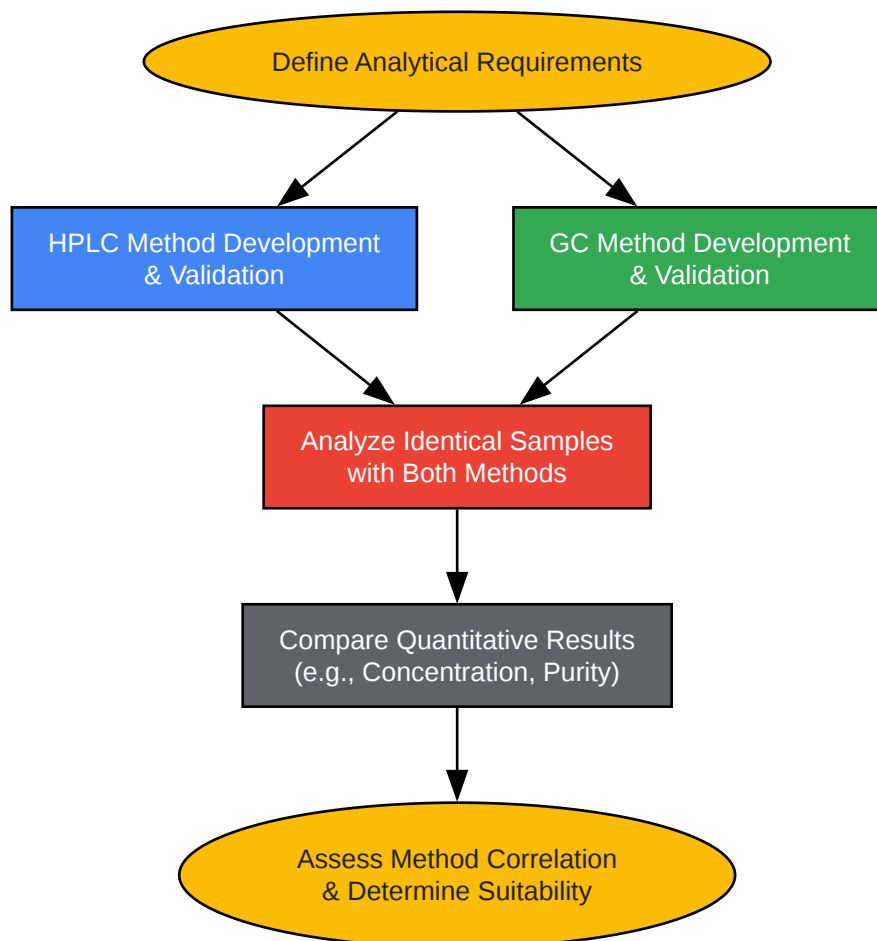 Define Analytical Requirements
HPLC Method Development
& Validation
GC Method Development
& Validation
Analyze Identical Samples
with Both Methods
Compare Quantitative Results
(e.g., Concentration, Purity)
Assess Method Correlation
& Determine Suitability